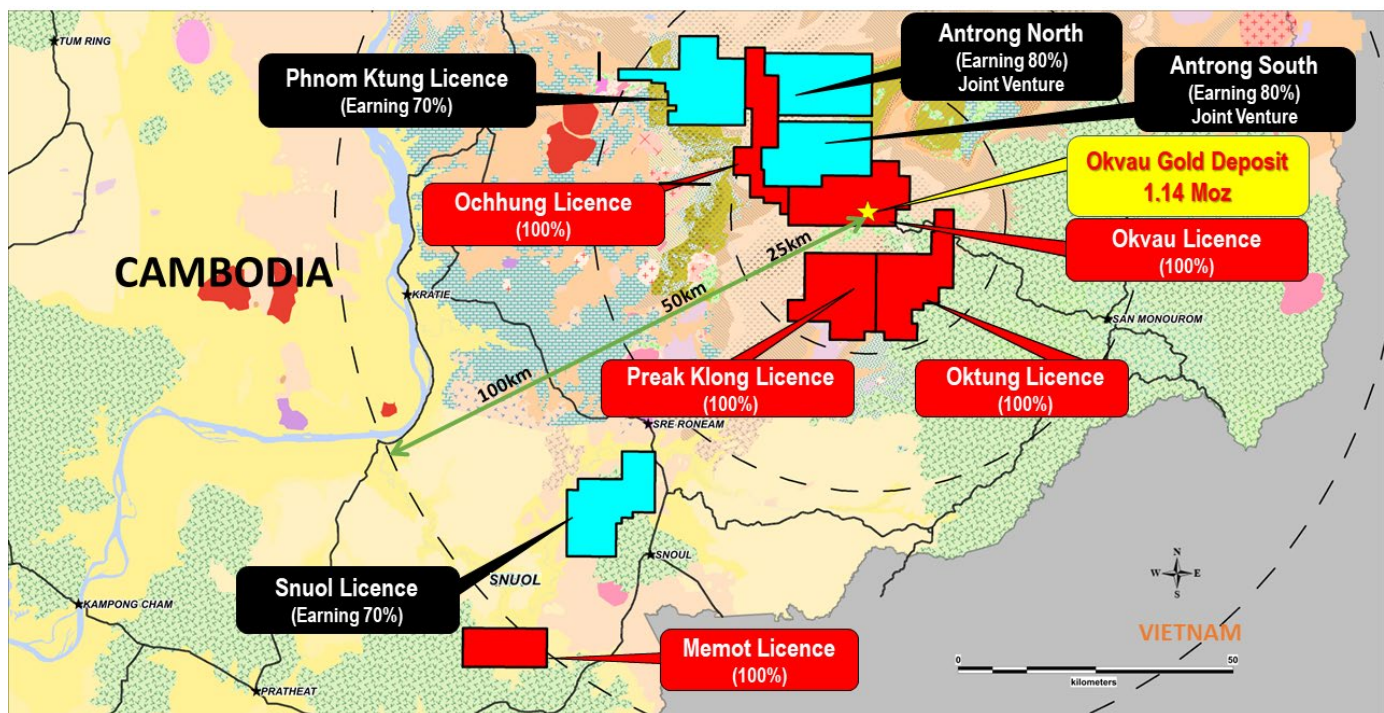 TUM RING
Phnom Ktung Licence
(Earning 70%)
Antrong North
(Earning 80%)
Joint Venture
Antrong South
(Earning 80%)
Joint Venture
Okvau Gold Deposit
1.14 Moz
Ochhung Licence
(100%)
Okvau Licence
(100%)
25km
CAMBODIA
50km
KRATIE
SAN MONOUROM
100km
Preak Klong Licence
(100%)
Oktung Licence
(100%)
SRE RONEAM
SNOUL
Snuol Licence
(Earning 70%)
SNUOL
N
W
E
S
KAMPONG CHAM
VIETNAM
Memot Licence
(100%)
0
50
kilometers
PRATHEAT